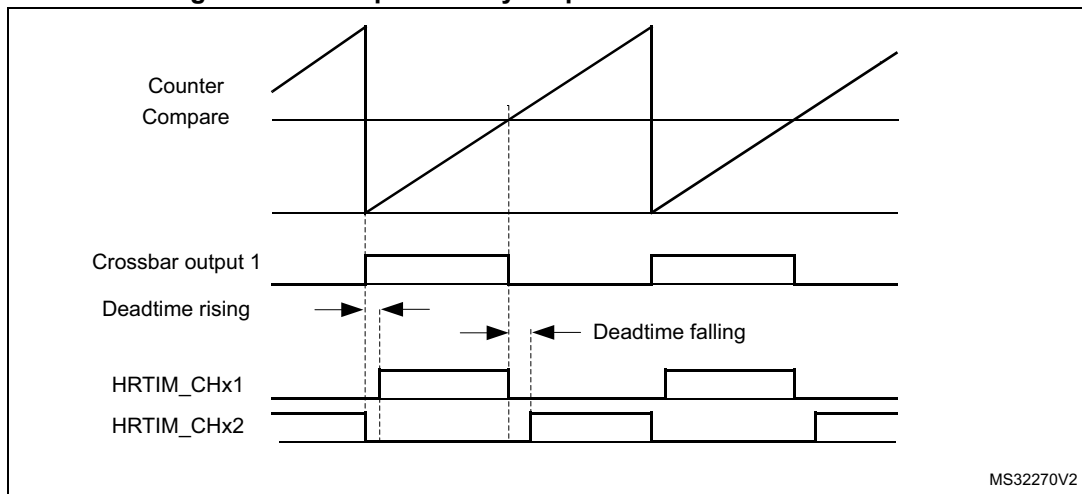 Counter
Compare
Crossbar output 1
Deadtime rising
Deadtime falling
HRTIM_CHx1
HRTIM_CHx2
MS32270V2